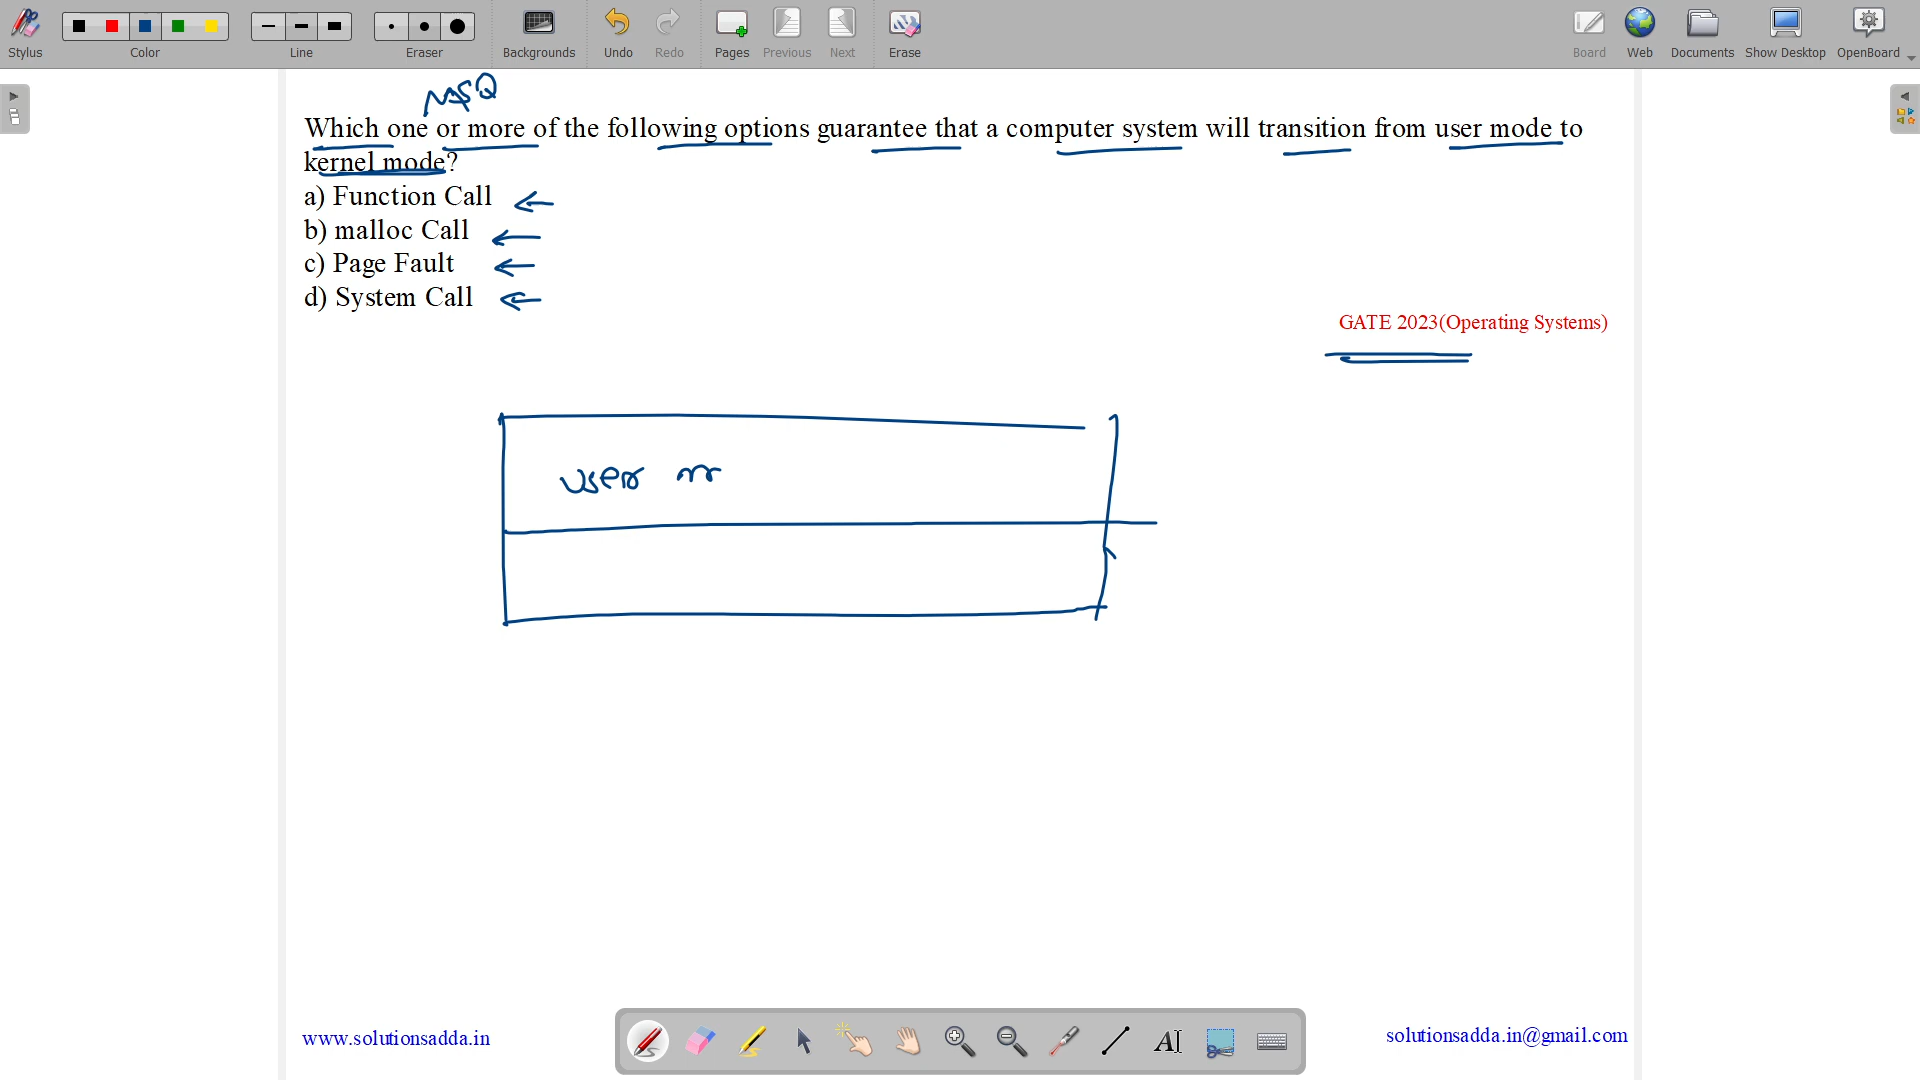 Stylus Color Line Eraser Backgrounds Undo Redo Pages Previous Next Erase Board Web Documents Show Desktop OpenBoard
MSQ
Which one or more of the following options guarantee that a computer system will transition from user mode to
kernel mode?
a) Function Call
b) malloc Call
c) Page Fault
d) System Call
GATE 2023(Operating Systems)
user m
www.solutionsadda.in
solutionsadda.in@gmail.com